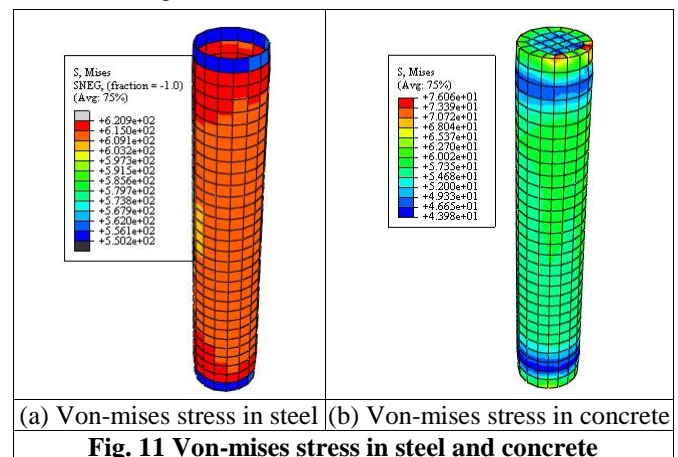 S, Mises
SNEG, (fraction = -1.0)
(Avg: 75%)
+6.209e+02
+6.150e+02
+6.091e+02
+6.032e+02
+5.973e+02
+5.915e+02
+5.856e+02
+5.797e+02
+5.738e+02
+5.679e+02
+5.620e+02
+5.561e+02
+5.502e+02
S, Mises
(Avg: 75%)
+7.606e+01
+7.339e+01
+7.072e+01
+6.804e+01
+6.537e+01
+6.270e+01
+6.002e+01
+5.735e+01
+5.468e+01
+5.200e+01
+4.933e+01
+4.665e+01
+4.398e+01
(a) Von-mises stress in steel
(b) Von-mises stress in concrete
Fig. 11 Von-mises stress in steel and concrete